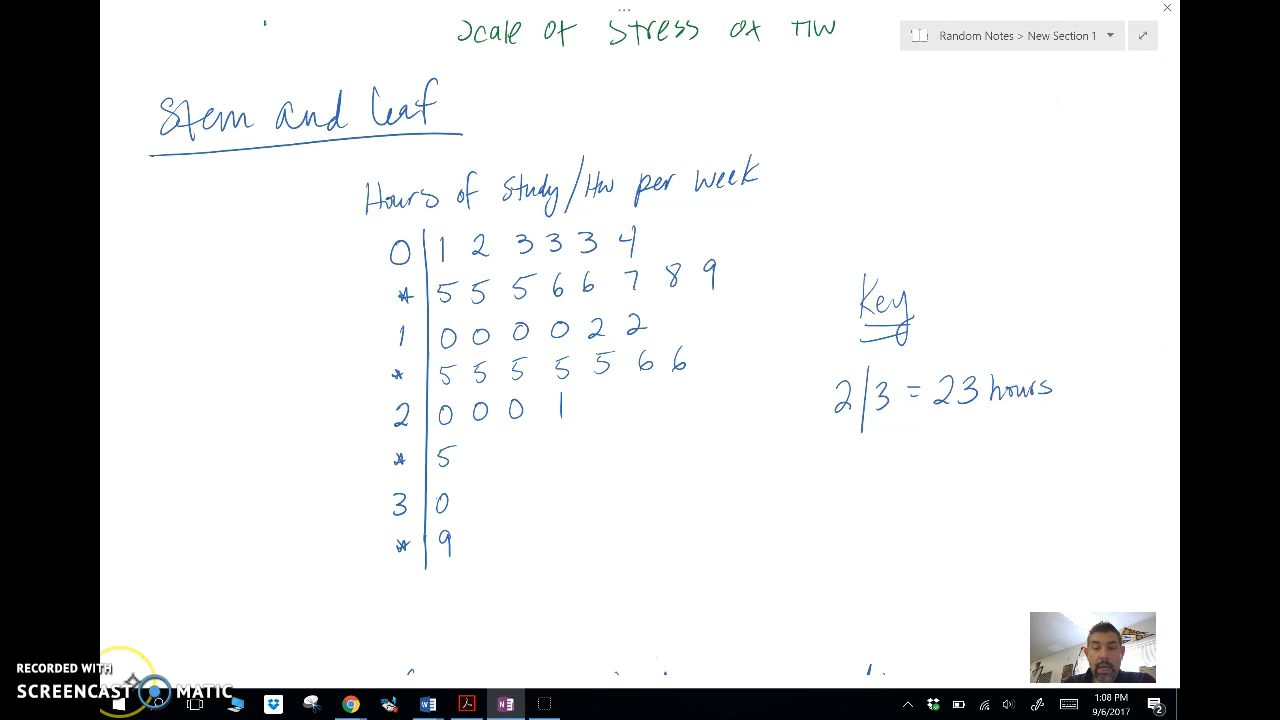 Scale of Stress of HW
Random Notes > New Section 1
Stem and leaf
Hours of study/HW per week
0 | 1 2 3 3 3 4
* | 5 5 5 6 6 7 8 9
1 | 0 0 0 0 2 2
* | 5 5 5 5 5 6 6
2 | 0 0 0 1
* | 5
3 | 0
* | 9
Key
2|3 = 23 hours
RECORDED WITH
SCREENCAST MATIC
1:08 PM
9/6/2017
2